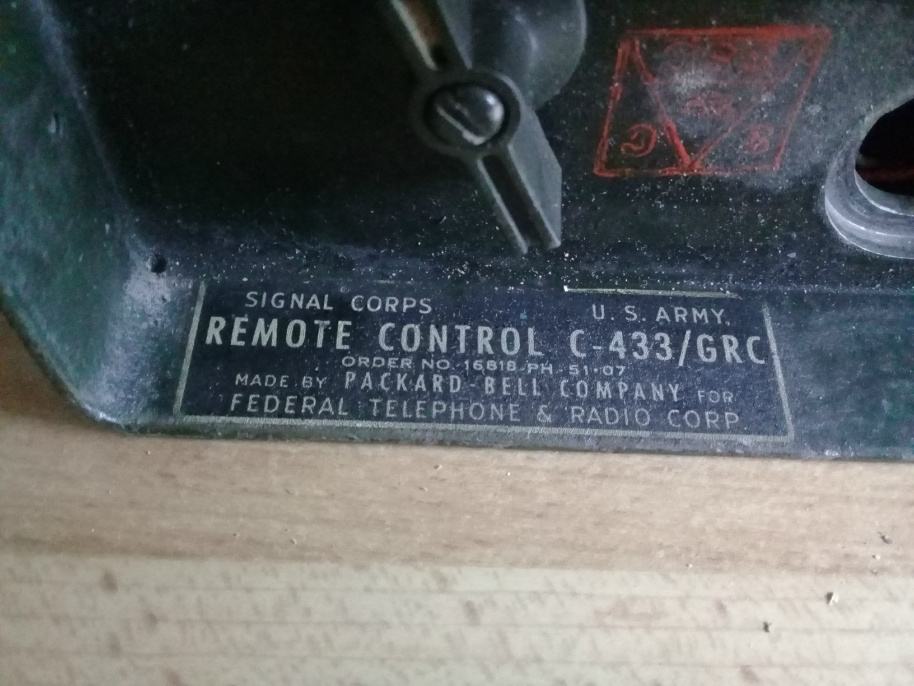 SIGNAL CORPS U. S. ARMY.
REMOTE CONTROL C-433/GRC
ORDER NO. 16818-PH-51-07
MADE BY PACKARD-BELL COMPANY FOR
FEDERAL TELEPHONE & RADIO CORP